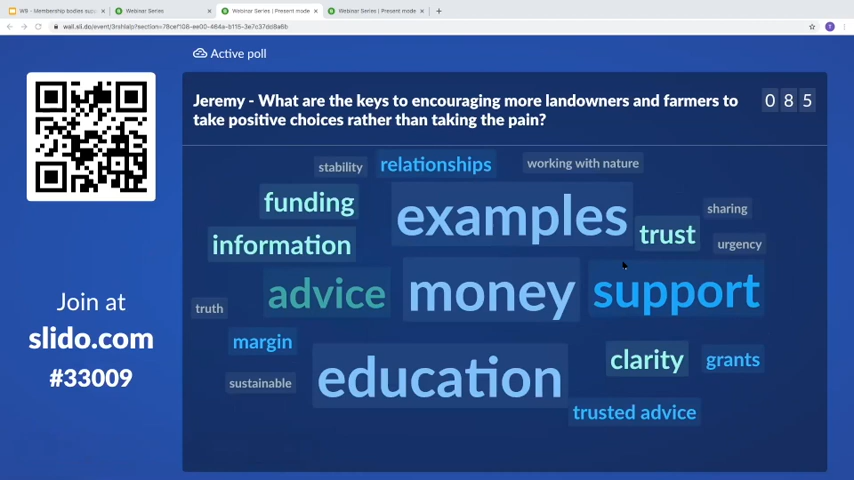 W8 - Membership bodies supp
Webinar Series
Webinar Series | Present mode
Webinar Series | Present mode
Active poll
Jeremy - What are the keys to encouraging more landowners and farmers to
take positive choices rather than taking the pain?
085
stability
relationships
working with nature
funding
examples
sharing
trust
information
urgency
advice
money
support
truth
margin
clarity
grants
education
sustainable
trusted advice
Join at
slido.com
#33009